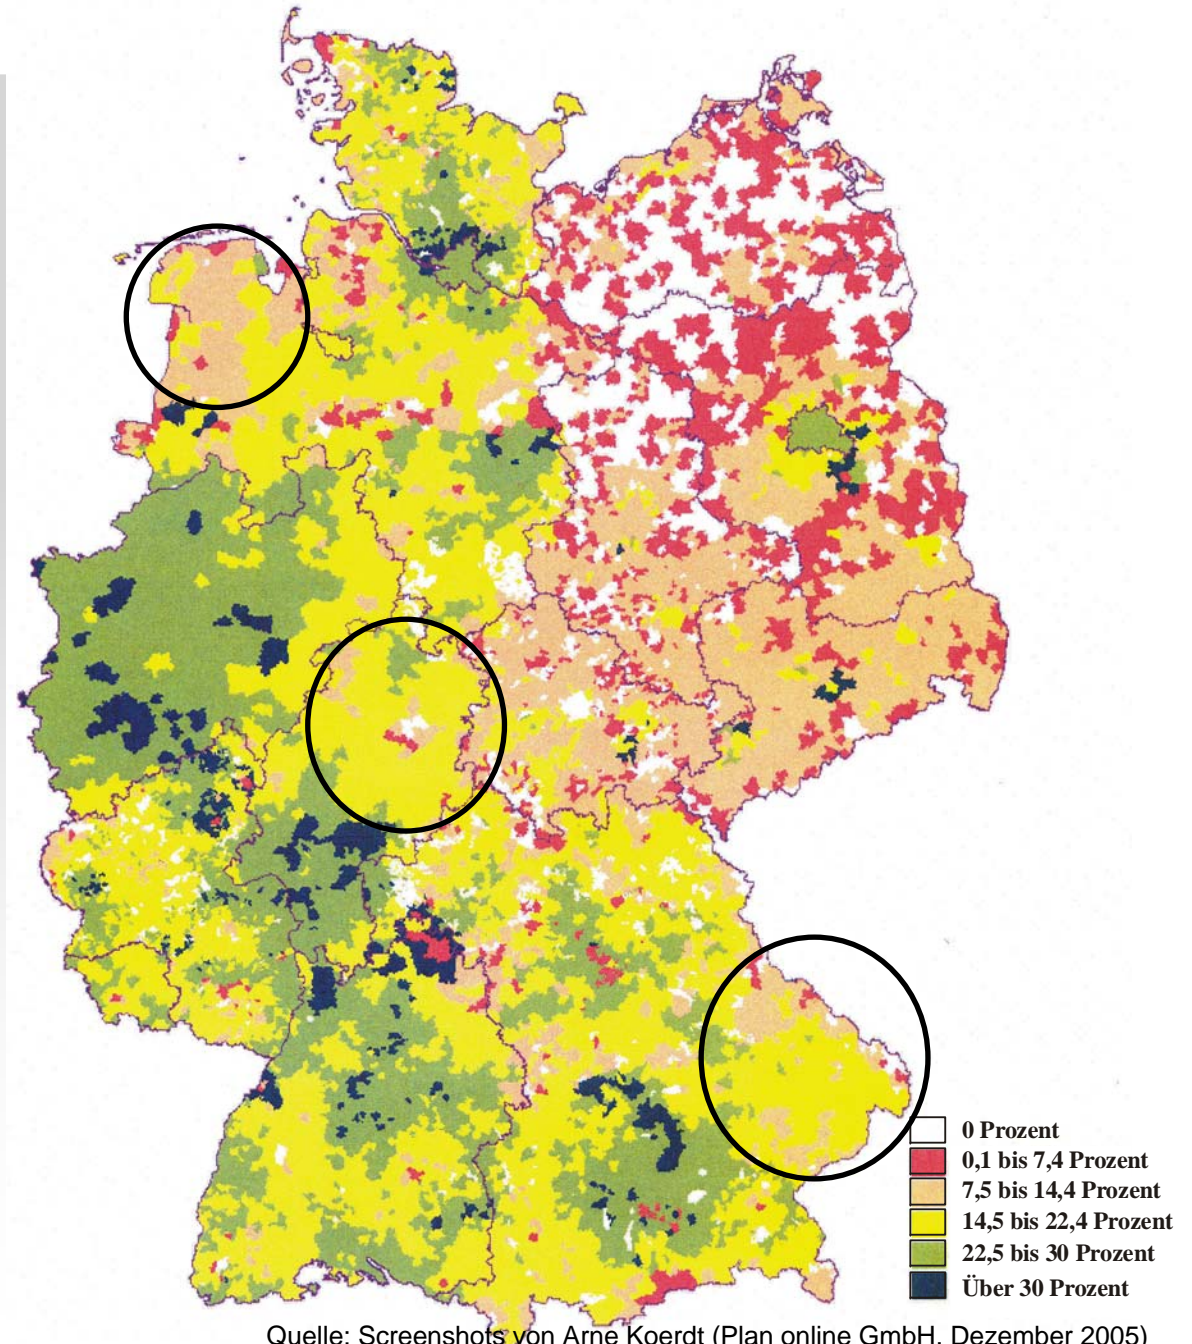 0 Prozent
0,1 bis 7,4 Prozent
7,5 bis 14,4 Prozent
14,5 bis 22,4 Prozent
22,5 bis 30 Prozent
Über 30 Prozent
Quelle: Screenshots von Arne Koerdt (Plan online GmbH, Dezember 2005)